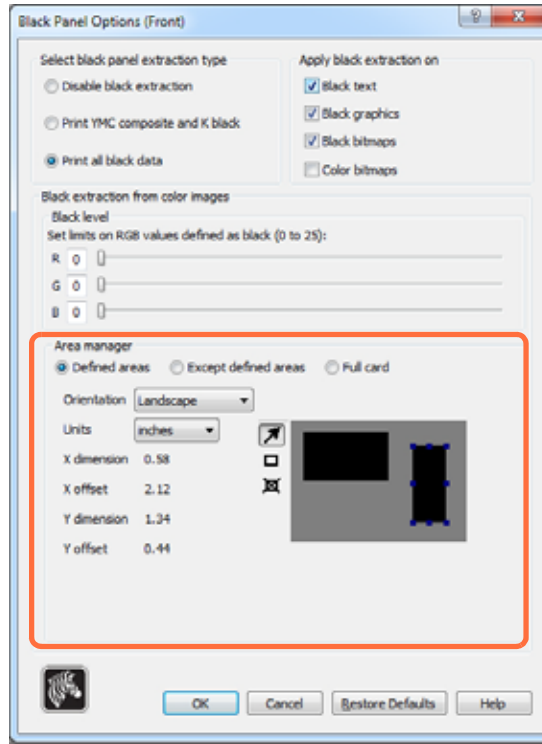 Black Panel Options (Front)
Select black panel extraction type
Disable black extraction
Print YMC composite and K black
Print all black data
Apply black extraction on
Black text
Black graphics
Black bitmaps
Color bitmaps
Black extraction from color images
Black level
Set limits on RGB values defined as black (0 to 25):
R 0
G 0
B 0
Area manager
Defined areas Except defined areas Full card
Orientation Landscape
Units inches
X dimension 0.58
X offset 2.12
Y dimension 1.34
Y offset 0.44
OK Cancel Restore Defaults Help